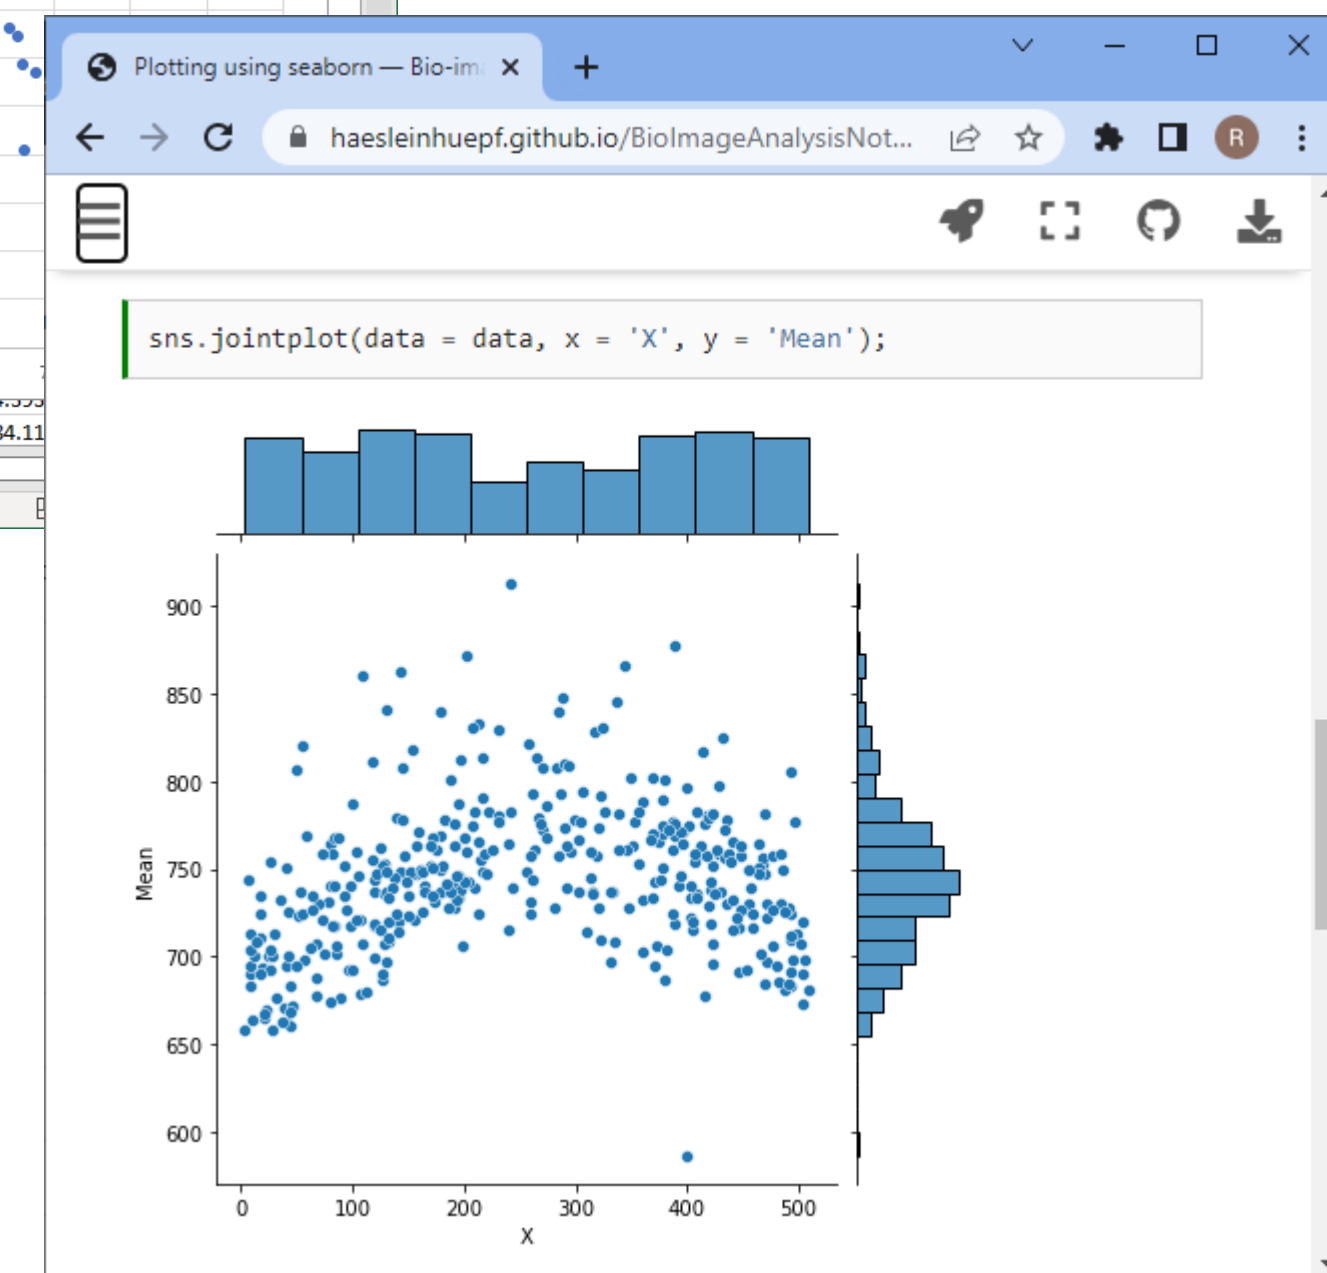 Plotting using seaborn — Bio-im
haesleinhuepf.github.io/BioImageAnalysisNot...
R
sns.jointplot(data = data, x = 'X', y = 'Mean');
34.11
900
850
800
750
700
650
600
Mean
0 100 200 300 400 500
X